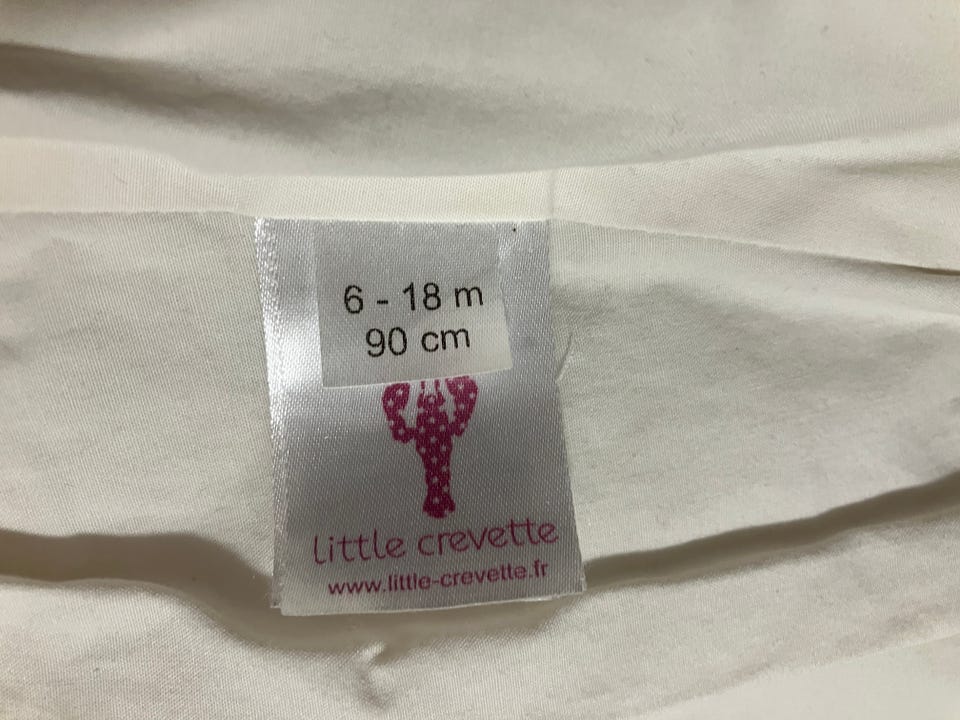 6 - 18 m
90 cm
little crevette
www.little-crevette.fr